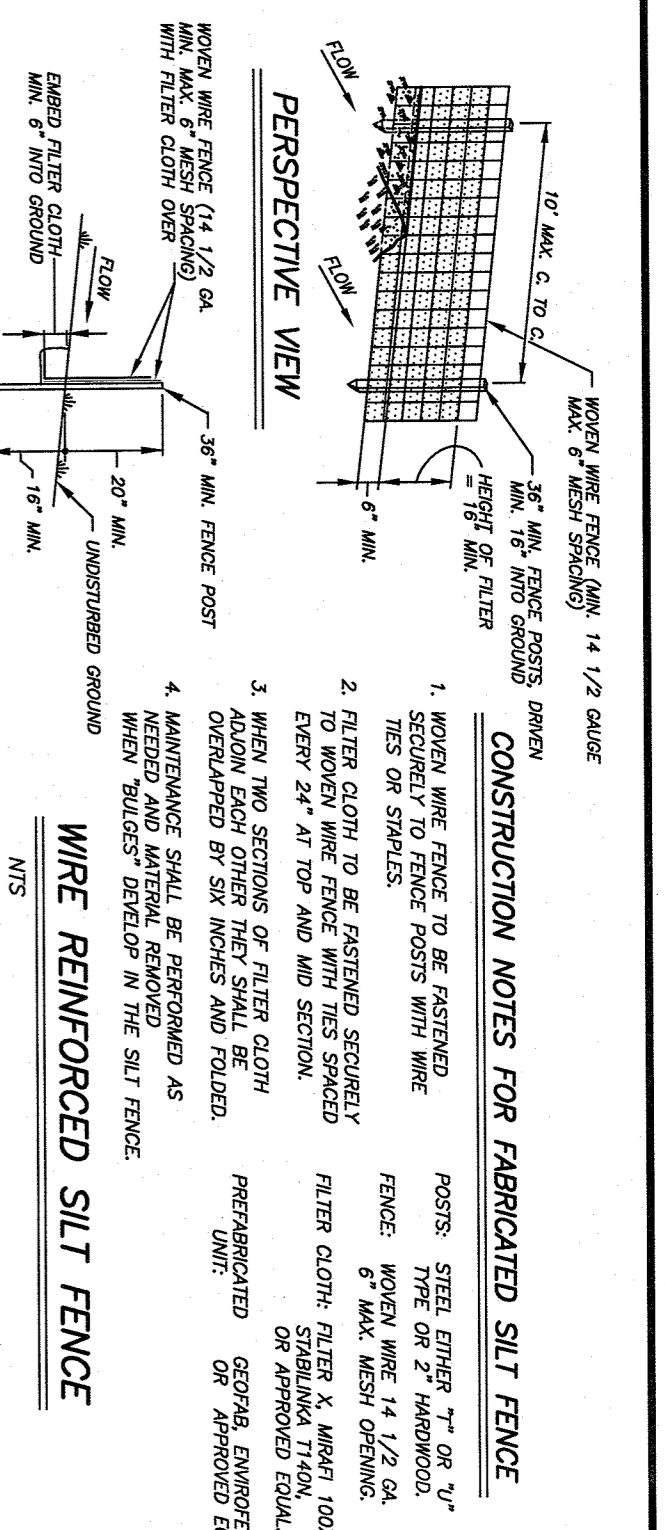 WOVEN WIRE FENCE (MIN. 14 1/2 GAUGE
MAX. 6" MESH SPACING)
36" MIN. FENCE POSTS, DRIVEN
MIN. 16" INTO GROUND
10' MAX. C. TO C.
HEIGHT OF FILTER
= 16" MIN.
6" MIN.
FLOW
FLOW
PERSPECTIVE VIEW
36" MIN. FENCE POST
WOVEN WIRE FENCE (14 1/2 GA.
MIN. MAX. 6" MESH SPACING)
WITH FILTER CLOTH OVER
FLOW
20" MIN.
UNDISTURBED GROUND
EMBED FILTER CLOTH
MIN. 6" INTO GROUND
16" MIN.
CONSTRUCTION NOTES FOR FABRICATED SILT FENCE
1. WOVEN WIRE FENCE TO BE FASTENED
SECURELY TO FENCE POSTS WITH WIRE
TIES OR STAPLES.
2. FILTER CLOTH TO BE FASTENED SECURELY
TO WOVEN WIRE FENCE WITH TIES SPACED
EVERY 24" AT TOP AND MID SECTION.
3. WHEN TWO SECTIONS OF FILTER CLOTH
ADJOIN EACH OTHER THEY SHALL BE
OVERLAPPED BY SIX INCHES AND FOLDED.
4. MAINTENANCE SHALL BE PERFORMED AS
NEEDED AND MATERIAL REMOVED
WHEN "BULGES" DEVELOP IN THE SILT FENCE.
POSTS: STEEL EITHER "T" OR "U"
TYPE OR 2" HARDWOOD.
FENCE: WOVEN WIRE 14 1/2 GA.
6" MAX. MESH OPENING.
FILTER CLOTH: FILTER X, MIRAFI
STABILINKA T140N,
OR APPROVED EQUAL
PREFABRICATED GEOFAB,
UNIT: OR APPROVED
WIRE REINFORCED SILT FENCE
NTS